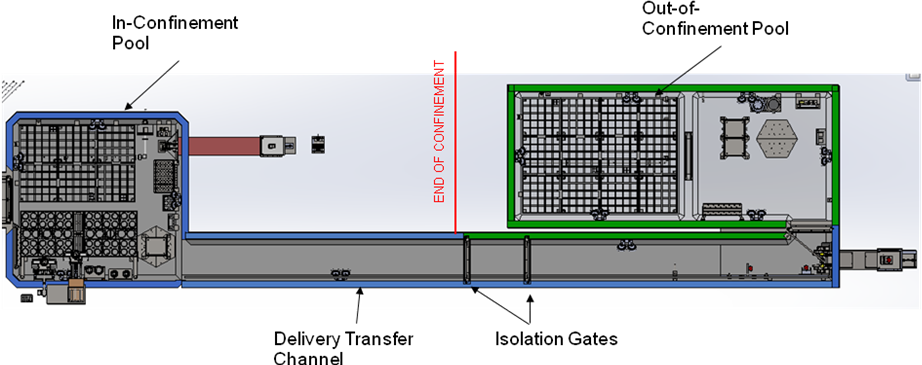 In-Confinement
Pool
Out-of-
Confinement Pool
END OF CONFINEMENT
Delivery Transfer
Channel
Isolation Gates